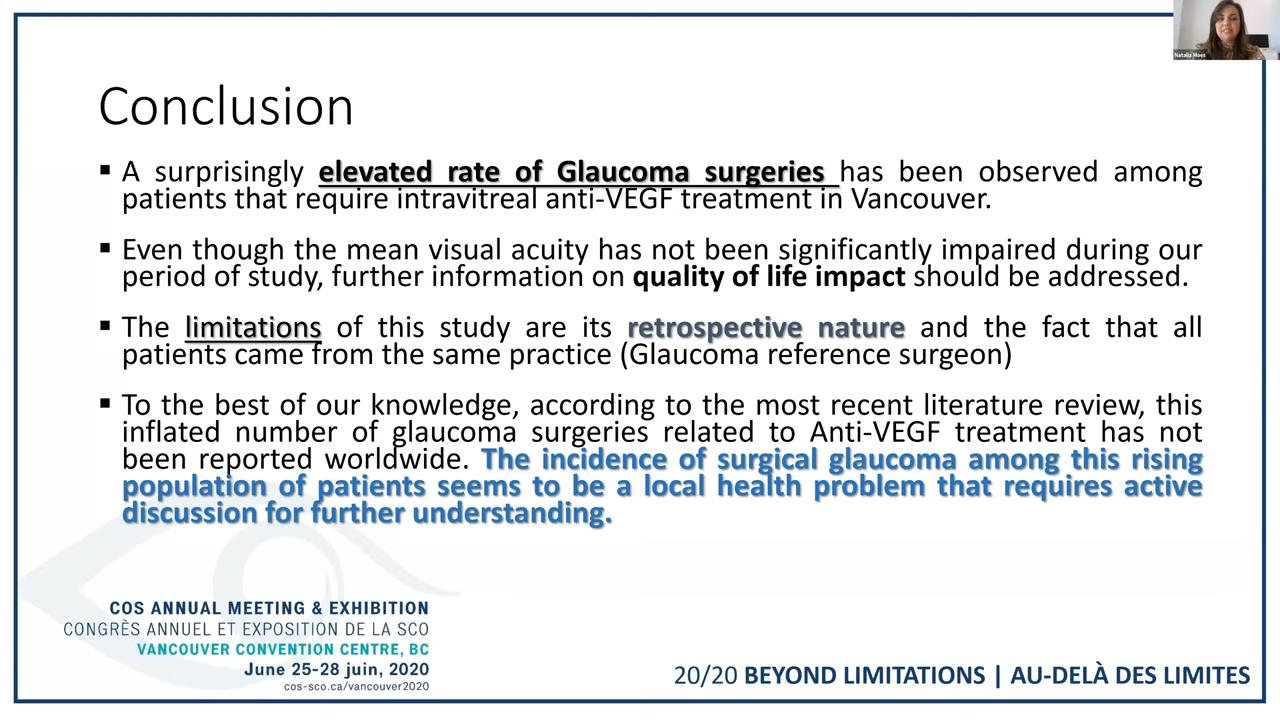 Natalia Maes
Conclusion
▪ A surprisingly elevated rate of Glaucoma surgeries has been observed among
patients that require intravitreal anti-VEGF treatment in Vancouver.
▪ Even though the mean visual acuity has not been significantly impaired during our
period of study, further information on quality of life impact should be addressed.
▪ The limitations of this study are its retrospective nature and the fact that all
patients came from the same practice (Glaucoma reference surgeon)
▪ To the best of our knowledge, according to the most recent literature review, this
inflated number of glaucoma surgeries related to Anti-VEGF treatment has not
been reported worldwide. The incidence of surgical glaucoma among this rising
population of patients seems to be a local health problem that requires active
discussion for further understanding.
COS ANNUAL MEETING & EXHIBITION
CONGRÈS ANNUEL ET EXPOSITION DE LA SCO
VANCOUVER CONVENTION CENTRE, BC
June 25-28 juin, 2020
cos-sco.ca/vancouver2020
20/20 BEYOND LIMITATIONS | AU-DELÀ DES LIMITES